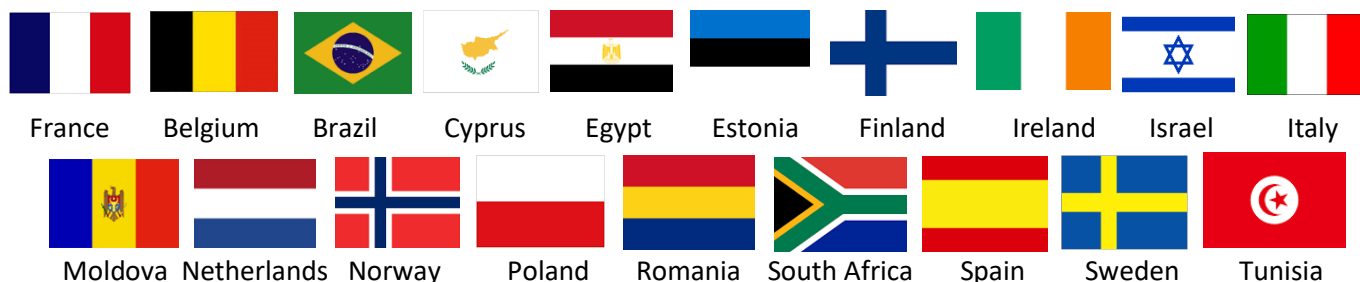 France Belgium Brazil Cyprus Egypt Estonia Finland Ireland Israel Italy
Moldova Netherlands Norway Poland Romania South Africa Spain Sweden Tunisia